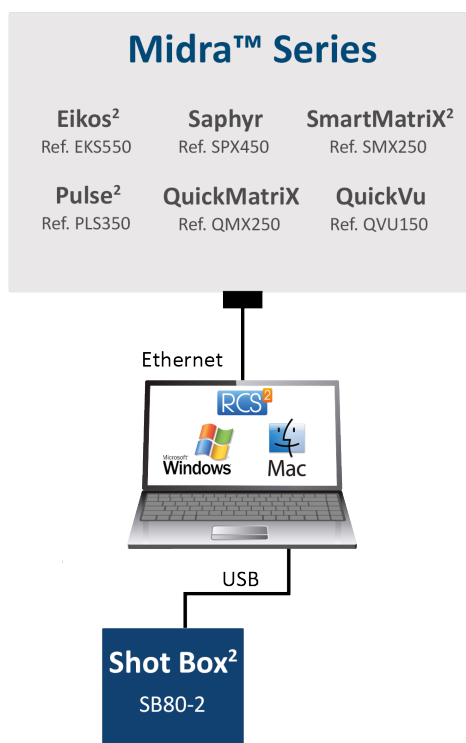 Midra™ Series
Eikos² Saphyr SmartMatriX²
Ref. EKS550 Ref. SPX450 Ref. SMX250
Pulse² QuickMatriX QuickVu
Ref. PLS350 Ref. QMX250 Ref. QVU150
Ethernet
RCS²
Microsoft
Windows Mac
USB
Shot Box²
SB80-2